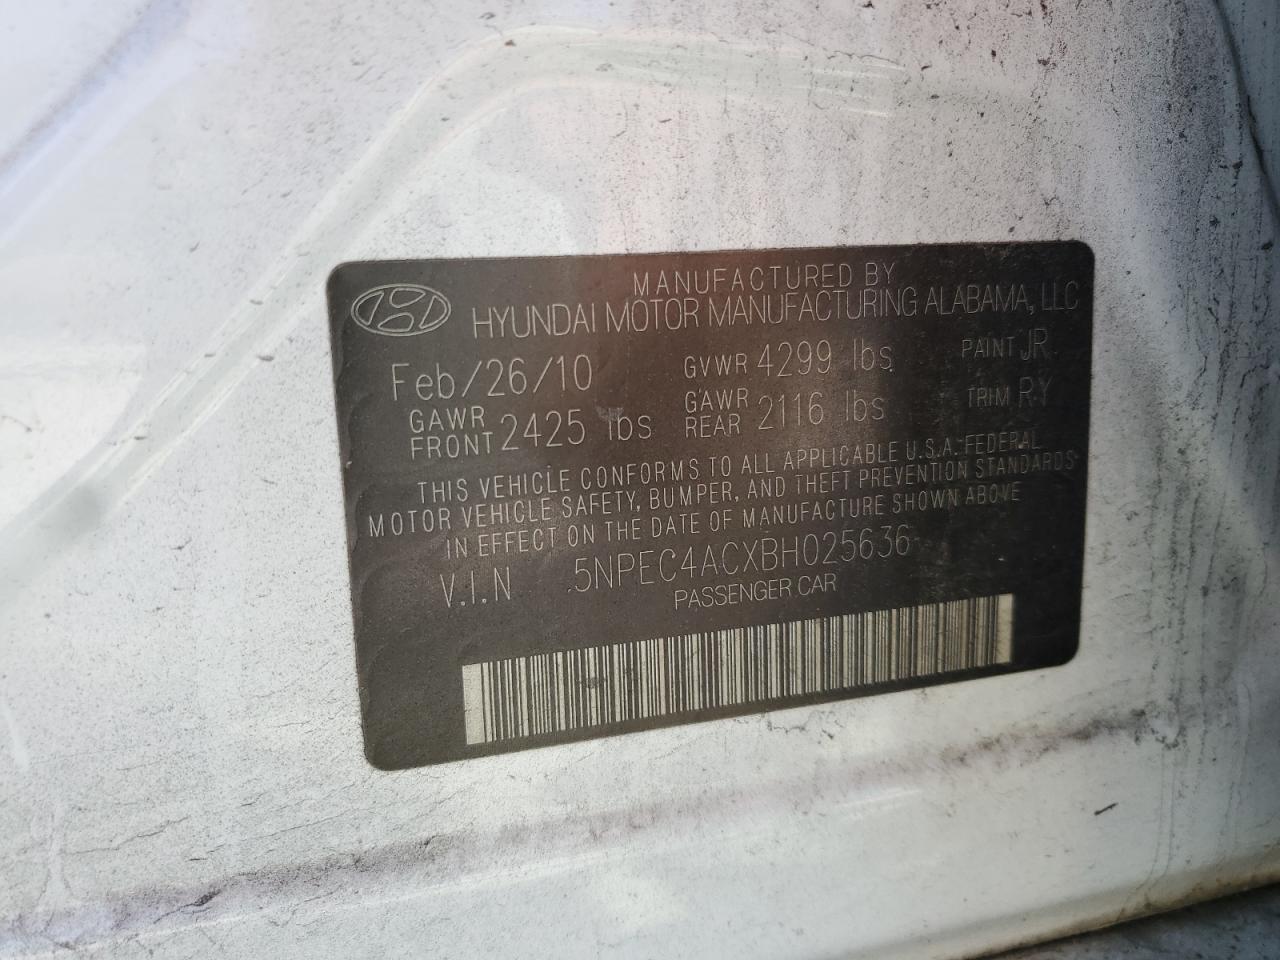 MANUFACTURED BY
HYUNDAI MOTOR MANUFACTURING ALABAMA, LLC
Feb/26/10 GVWR 4299 lbs PAINT JR
GAWR FRONT 2425 lbs GAWR REAR 2116 lbs TRIM RY
THIS VEHICLE CONFORMS TO ALL APPLICABLE U.S.A. FEDERAL
MOTOR VEHICLE SAFETY, BUMPER, AND THEFT PREVENTION STANDARDS
IN EFFECT ON THE DATE OF MANUFACTURE SHOWN ABOVE
V.I.N 5NPEC4ACXBH025636
PASSENGER CAR